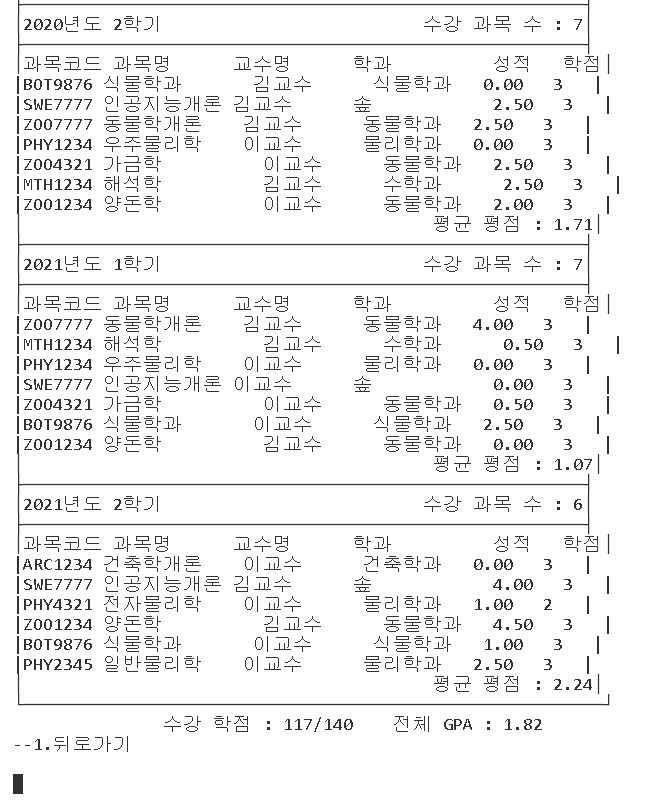 2020년도 2학기 수강 과목 수 : 7
과목코드 과목명 교수명 학과 성적 학점
BOT9876 식물학과 김교수 식물학과 0.00 3
SWE7777 인공지능개론 김교수 숲 2.50 3
ZOO7777 동물학개론 김교수 동물학과 2.50 3
PHY1234 우주물리학 이교수 물리학과 0.00 3
ZOO4321 가금학 이교수 동물학과 2.50 3
MTH1234 해석학 김교수 수학과 2.50 3
ZOO1234 양돈학 이교수 동물학과 2.00 3
평균 평점 : 1.71
2021년도 1학기 수강 과목 수 : 7
과목코드 과목명 교수명 학과 성적 학점
ZOO7777 동물학개론 김교수 동물학과 4.00 3
MTH1234 해석학 김교수 수학과 0.50 3
PHY1234 우주물리학 이교수 물리학과 0.00 3
SWE7777 인공지능개론 이교수 숲 0.00 3
ZOO4321 가금학 이교수 동물학과 0.50 3
BOT9876 식물학과 이교수 식물학과 2.50 3
ZOO1234 양돈학 김교수 동물학과 0.00 3
평균 평점 : 1.07
2021년도 2학기 수강 과목 수 : 6
과목코드 과목명 교수명 학과 성적 학점
ARC1234 건축학개론 이교수 건축학과 0.00 3
SWE7777 인공지능개론 김교수 숲 4.00 3
PHY4321 전자물리학 이교수 물리학과 1.00 2
ZOO1234 양돈학 김교수 동물학과 4.50 3
BOT9876 식물학과 이교수 식물학과 1.00 3
PHY2345 일반물리학 이교수 물리학과 2.50 3
평균 평점 : 2.24
수강 학점 : 117/140 전체 GPA : 1.82
--1.뒤로가기